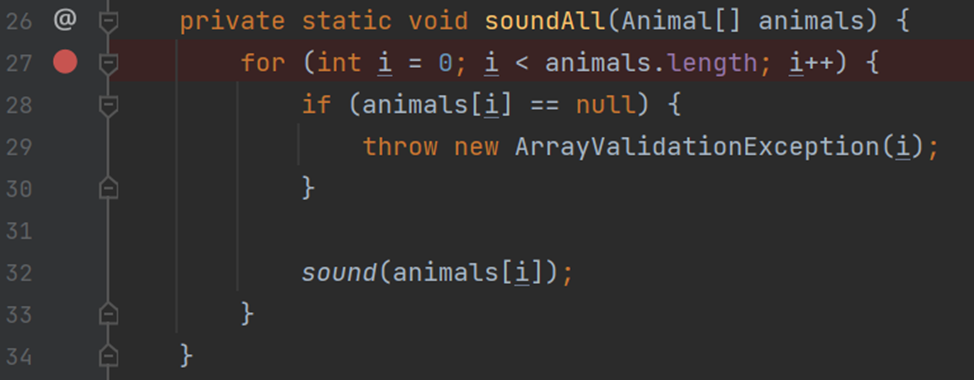 26 @ private static void soundAll(Animal[] animals) {
27 for (int i = 0; i < animals.length; i++) {
28 if (animals[i] == null) {
29 throw new ArrayValidationException(i);
30 }
31
32 sound(animals[i]);
33 }
34 }